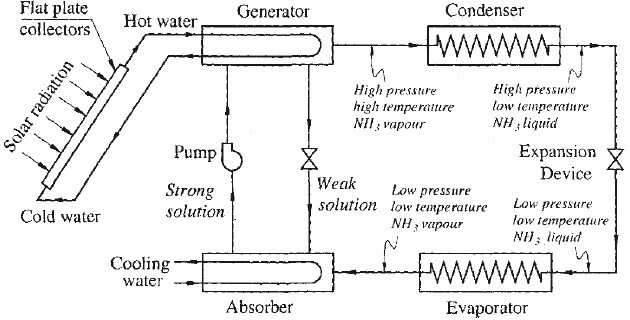 Flat plate
collectors
Hot water
Generator
Condenser
Solar radiation
High pressure
high temperature
NH3 vapour
High pressure
low temperature
NH3 liquid
Pump
Strong
solution
Weak
solution
Expansion
Device
Cold water
Low pressure
low temperature
NH3 vapour
Low pressure
low temperature
NH3 liquid
Cooling
water
Absorber
Evaporator